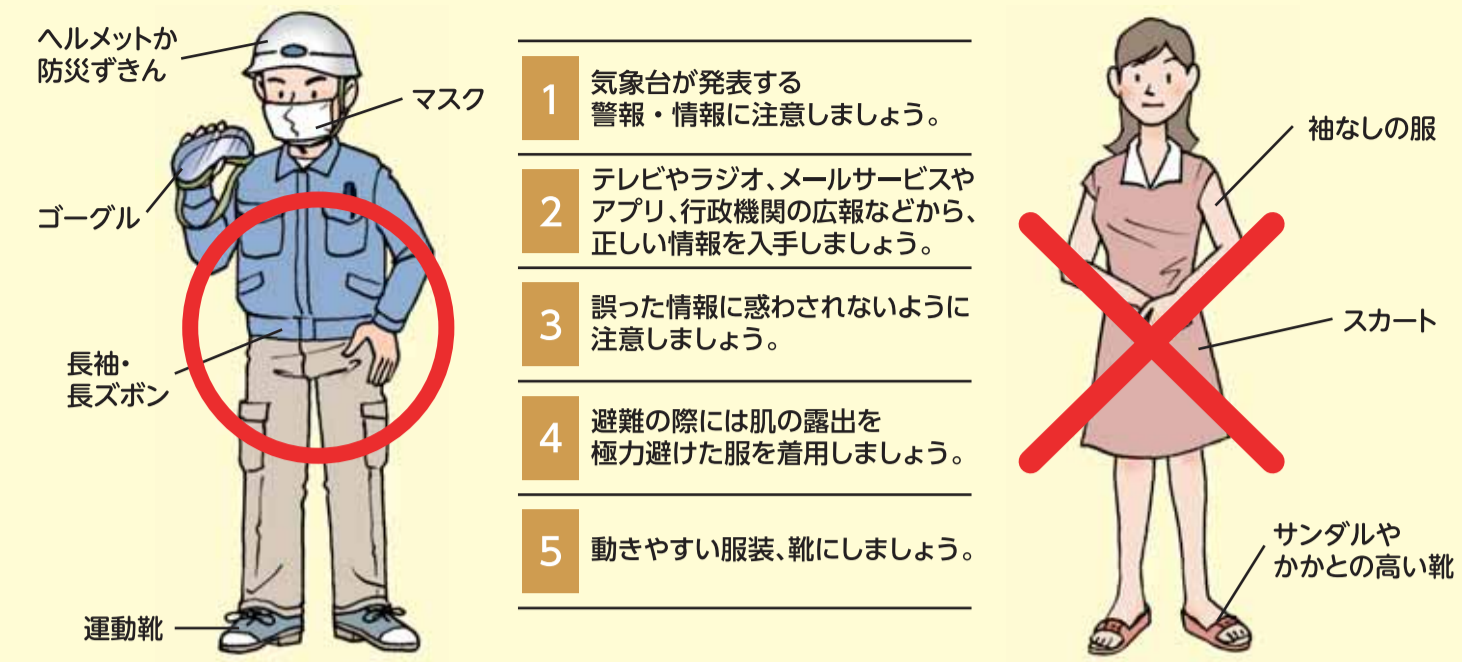 ヘルメットか
防災ずきん
マスク
ゴーグル
長袖・
長ズボン
運動靴
1
気象台が発表する
警報・情報に注意しましょう。
2
テレビやラジオ、メールサービスや
アプリ、行政機関の広報などから、
正しい情報を入手しましょう。
3
誤った情報に惑わされないように
注意しましょう。
4
避難の際には肌の露出を
極力避けた服を着用しましょう。
5
動きやすい服装、靴にしましょう。
袖なしの服
スカート
サンダルや
かかとの高い靴